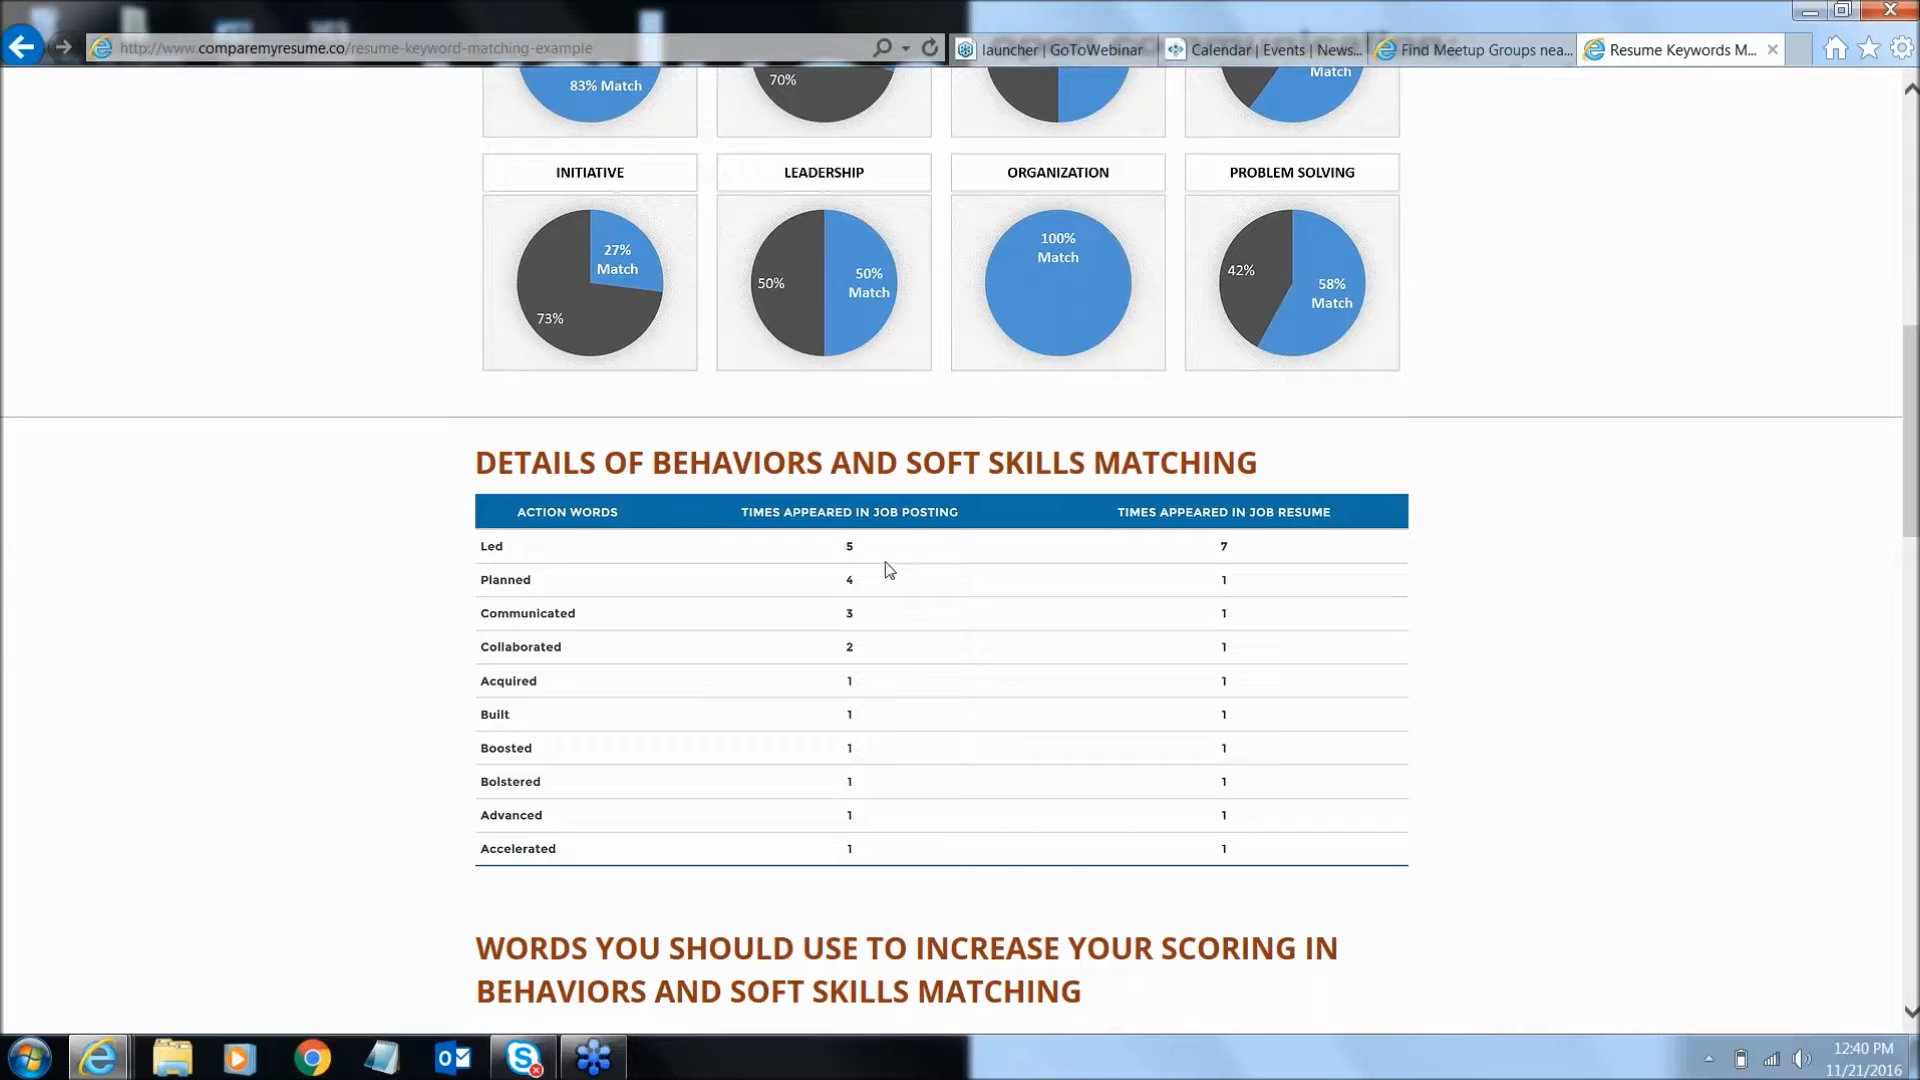 http://www.comparemyresume.co/resume-keyword-matching-example
launcher | GoToWebinar
Calendar | Events | News...
Find Meetup Groups nea...
Resume Keywords M...
83% Match
70%
Match
INITIATIVE
LEADERSHIP
ORGANIZATION
PROBLEM SOLVING
27%
Match
73%
50%
50%
Match
100%
Match
42%
58%
Match
DETAILS OF BEHAVIORS AND SOFT SKILLS MATCHING
ACTION WORDS TIMES APPEARED IN JOB POSTING TIMES APPEARED IN JOB RESUME
Led 5 7
Planned 4 1
Communicated 3 1
Collaborated 2 1
Acquired 1 1
Built 1 1
Boosted 1 1
Bolstered 1 1
Advanced 1 1
Accelerated 1 1
WORDS YOU SHOULD USE TO INCREASE YOUR SCORING IN
BEHAVIORS AND SOFT SKILLS MATCHING
12:40 PM
11/21/2016